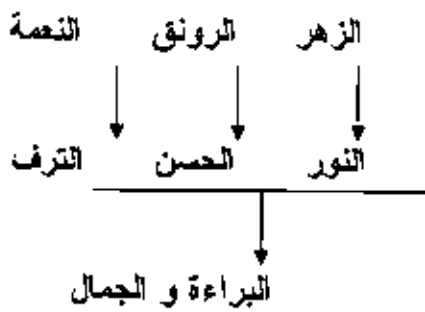 الزهر الرونق النعمة
النور الحسن الترف
البراءة و الجمال